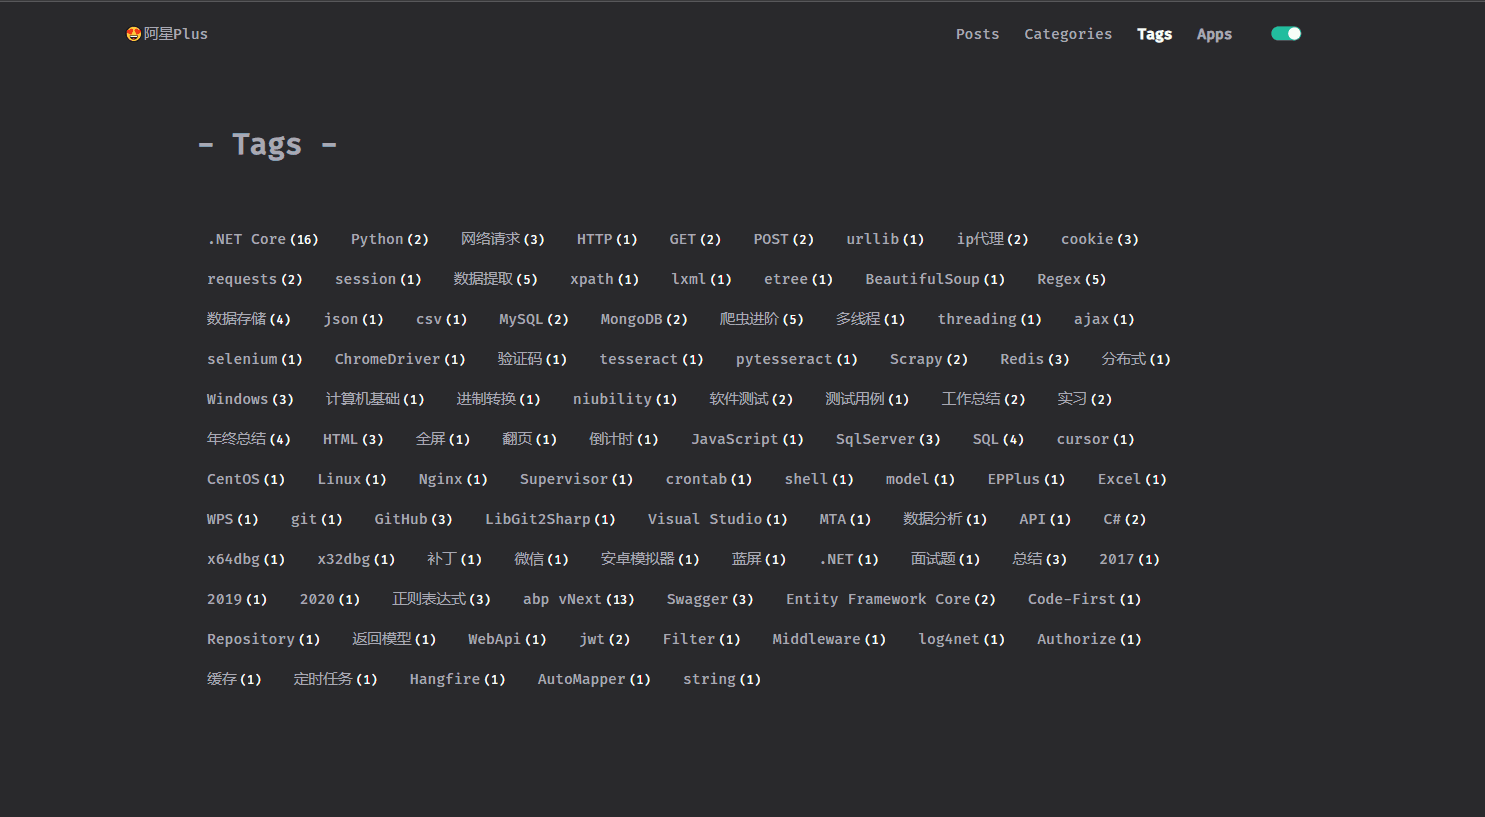 🤩阿星Plus Posts Categories Tags Apps
- Tags -
.NET Core(16) Python(2) 网络请求(3) HTTP(1) GET(2) POST(2) urllib(1) ip代理(2) cookie(3)
requests(2) session(1) 数据提取(5) xpath(1) lxml(1) etree(1) BeautifulSoup(1) Regex(5)
数据存储(4) json(1) csv(1) MySQL(2) MongoDB(2) 爬虫进阶(5) 多线程(1) threading(1) ajax(1)
selenium(1) ChromeDriver(1) 验证码(1) tesseract(1) pytesseract(1) Scrapy(2) Redis(3) 分布式(1)
Windows(3) 计算机基础(1) 进制转换(1) niubility(1) 软件测试(2) 测试用例(1) 工作总结(2) 实习(2)
年终总结(4) HTML(3) 全屏(1) 翻页(1) 倒计时(1) JavaScript(1) SqlServer(3) SQL(4) cursor(1)
CentOS(1) Linux(1) Nginx(1) Supervisor(1) crontab(1) shell(1) model(1) EPPlus(1) Excel(1)
WPS(1) git(1) GitHub(3) LibGit2Sharp(1) Visual Studio(1) MTA(1) 数据分析(1) API(1) C#(2)
x64dbg(1) x32dbg(1) 补丁(1) 微信(1) 安卓模拟器(1) 蓝屏(1) .NET(1) 面试题(1) 总结(3) 2017(1)
2019(1) 2020(1) 正则表达式(3) abp vNext(13) Swagger(3) Entity Framework Core(2) Code-First(1)
Repository(1) 返回模型(1) WebApi(1) jwt(2) Filter(1) Middleware(1) log4net(1) Authorize(1)
缓存(1) 定时任务(1) Hangfire(1) AutoMapper(1) string(1)